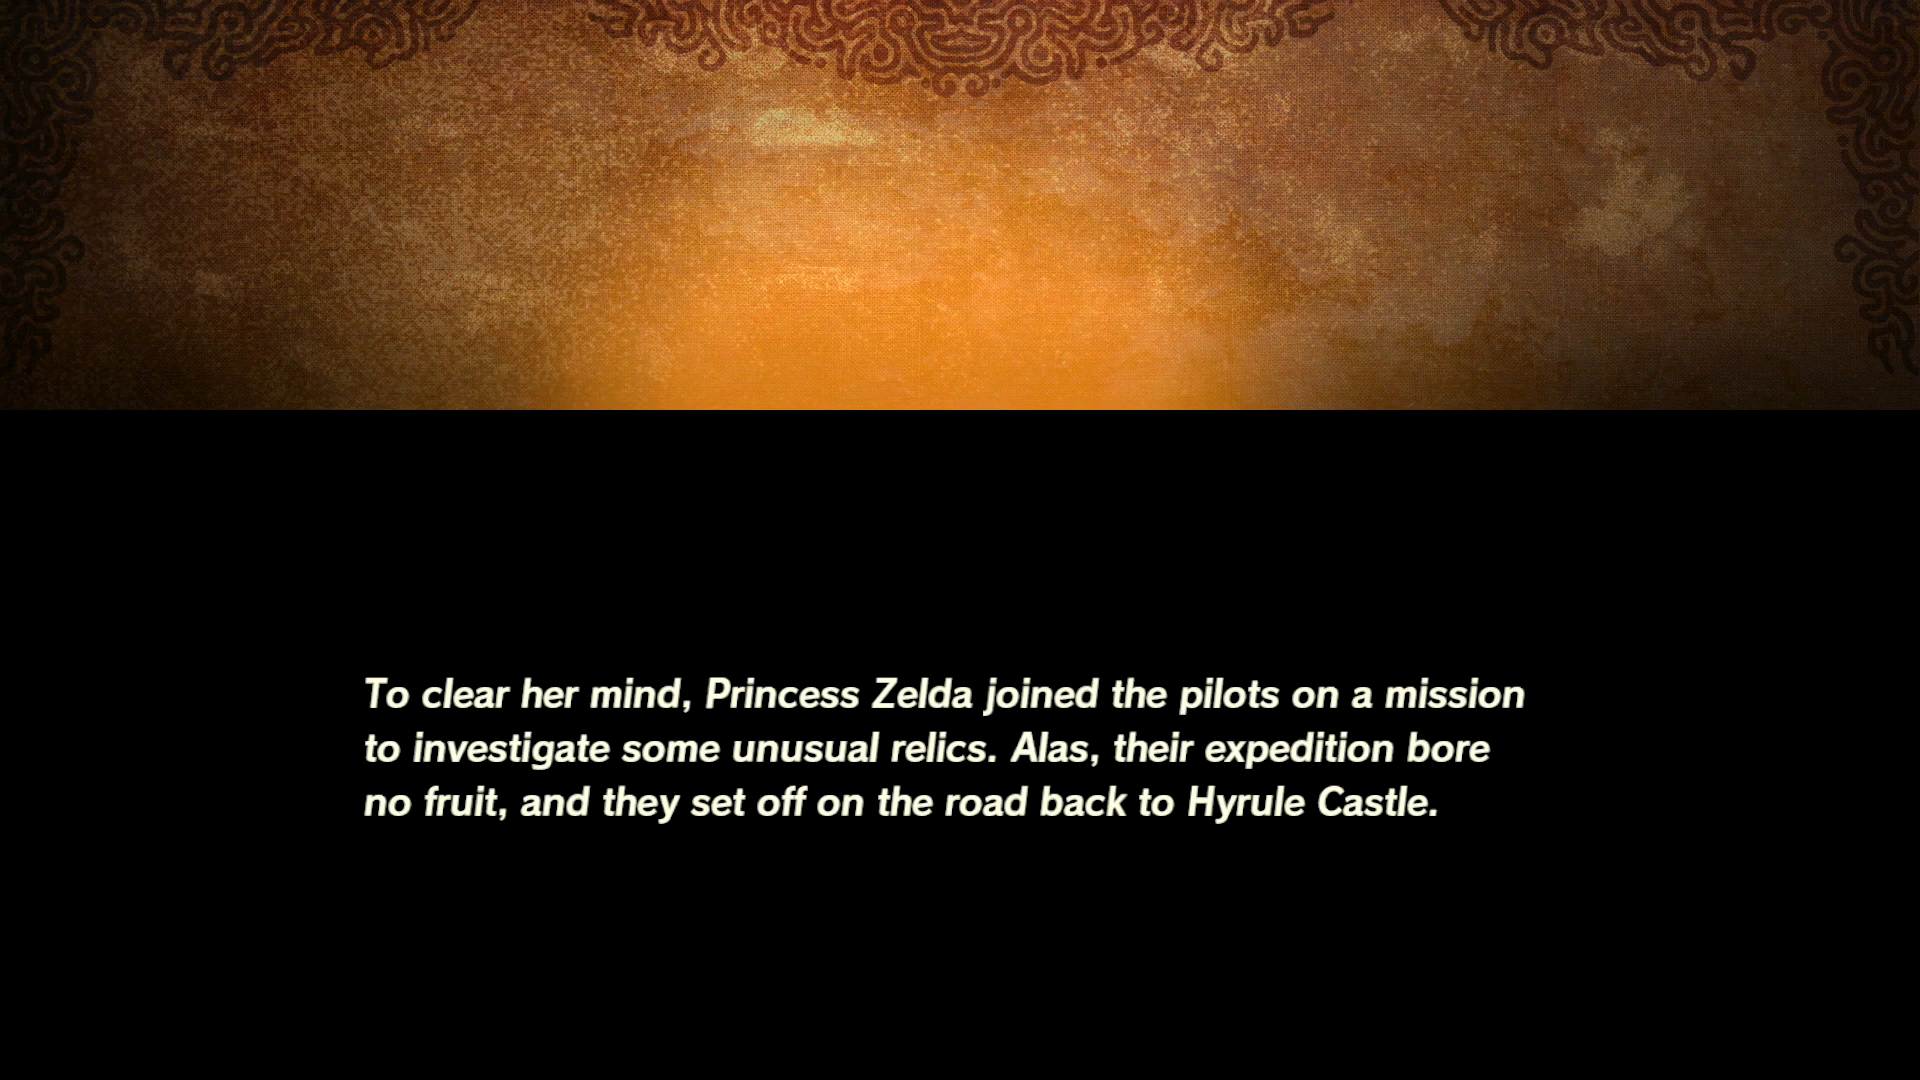 To clear her mind, Princess Zelda joined the pilots on a mission
to investigate some unusual relics. Alas, their expedition bore
no fruit, and they set off on the road back to Hyrule Castle.